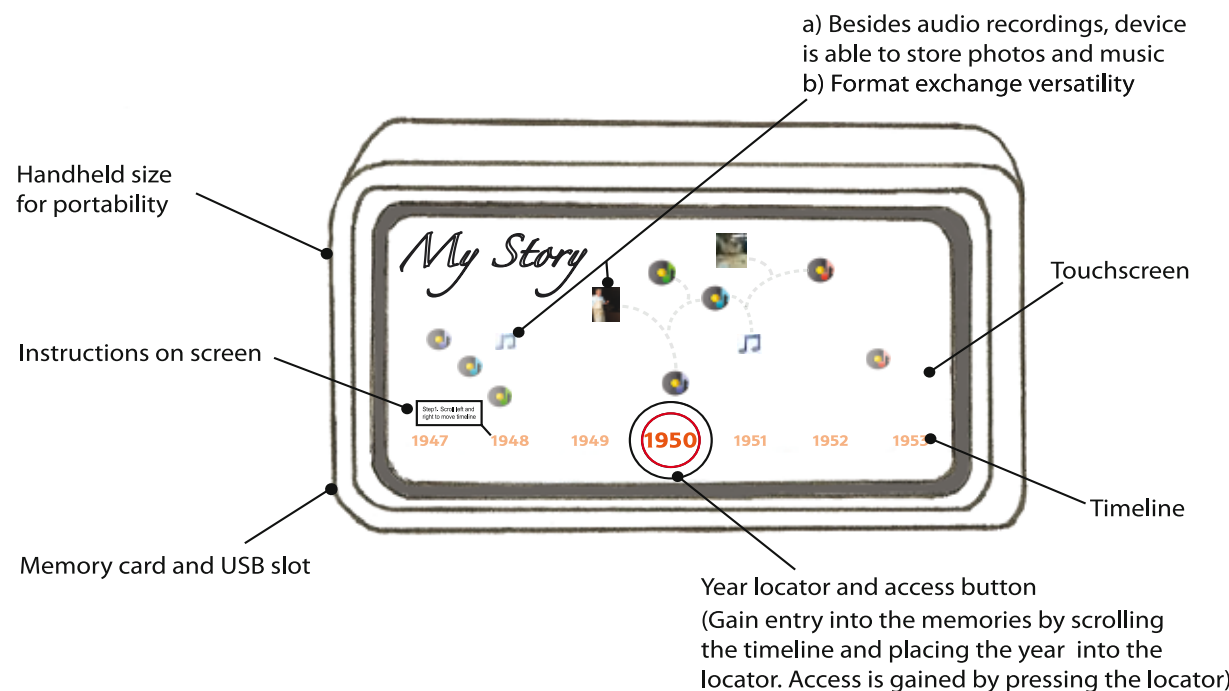 a) Besides audio recordings, device
is able to store photos and music
b) Format exchange versatility
Handheld size
for portability
My Story
Touchscreen
Instructions on screen
Step1. Scroll left and
right to move timeline
1947
1948
1949
1950
1951
1952
1953
Timeline
Memory card and USB slot
Year locator and access button
(Gain entry into the memories by scrolling
the timeline and placing the year into the
locator. Access is gained by pressing the locator)